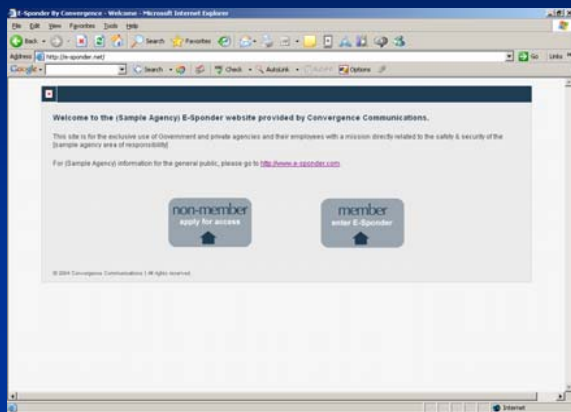 E-Sponder By Convergence - Welcome - Microsoft Internet Explorer
File Edit View Favorites Tools Help
Back Search Favorites
Address http://e-sponder.net/ Go Links
Google Search Check AutoLink AutoFill Options
Welcome to the (Sample Agency) E-Sponder website provided by Convergence Communications.
This site is for the exclusive use of Government and private agencies and their employees with a mission directly related to the safety & security of the
[sample agency area of responsibility]
For (Sample Agency) information for the general public, please go to http://www.e-sponder.com
non-member
apply for access
member
enter E-Sponder
© 2004 Convergence Communications | All rights reserved.
Internet